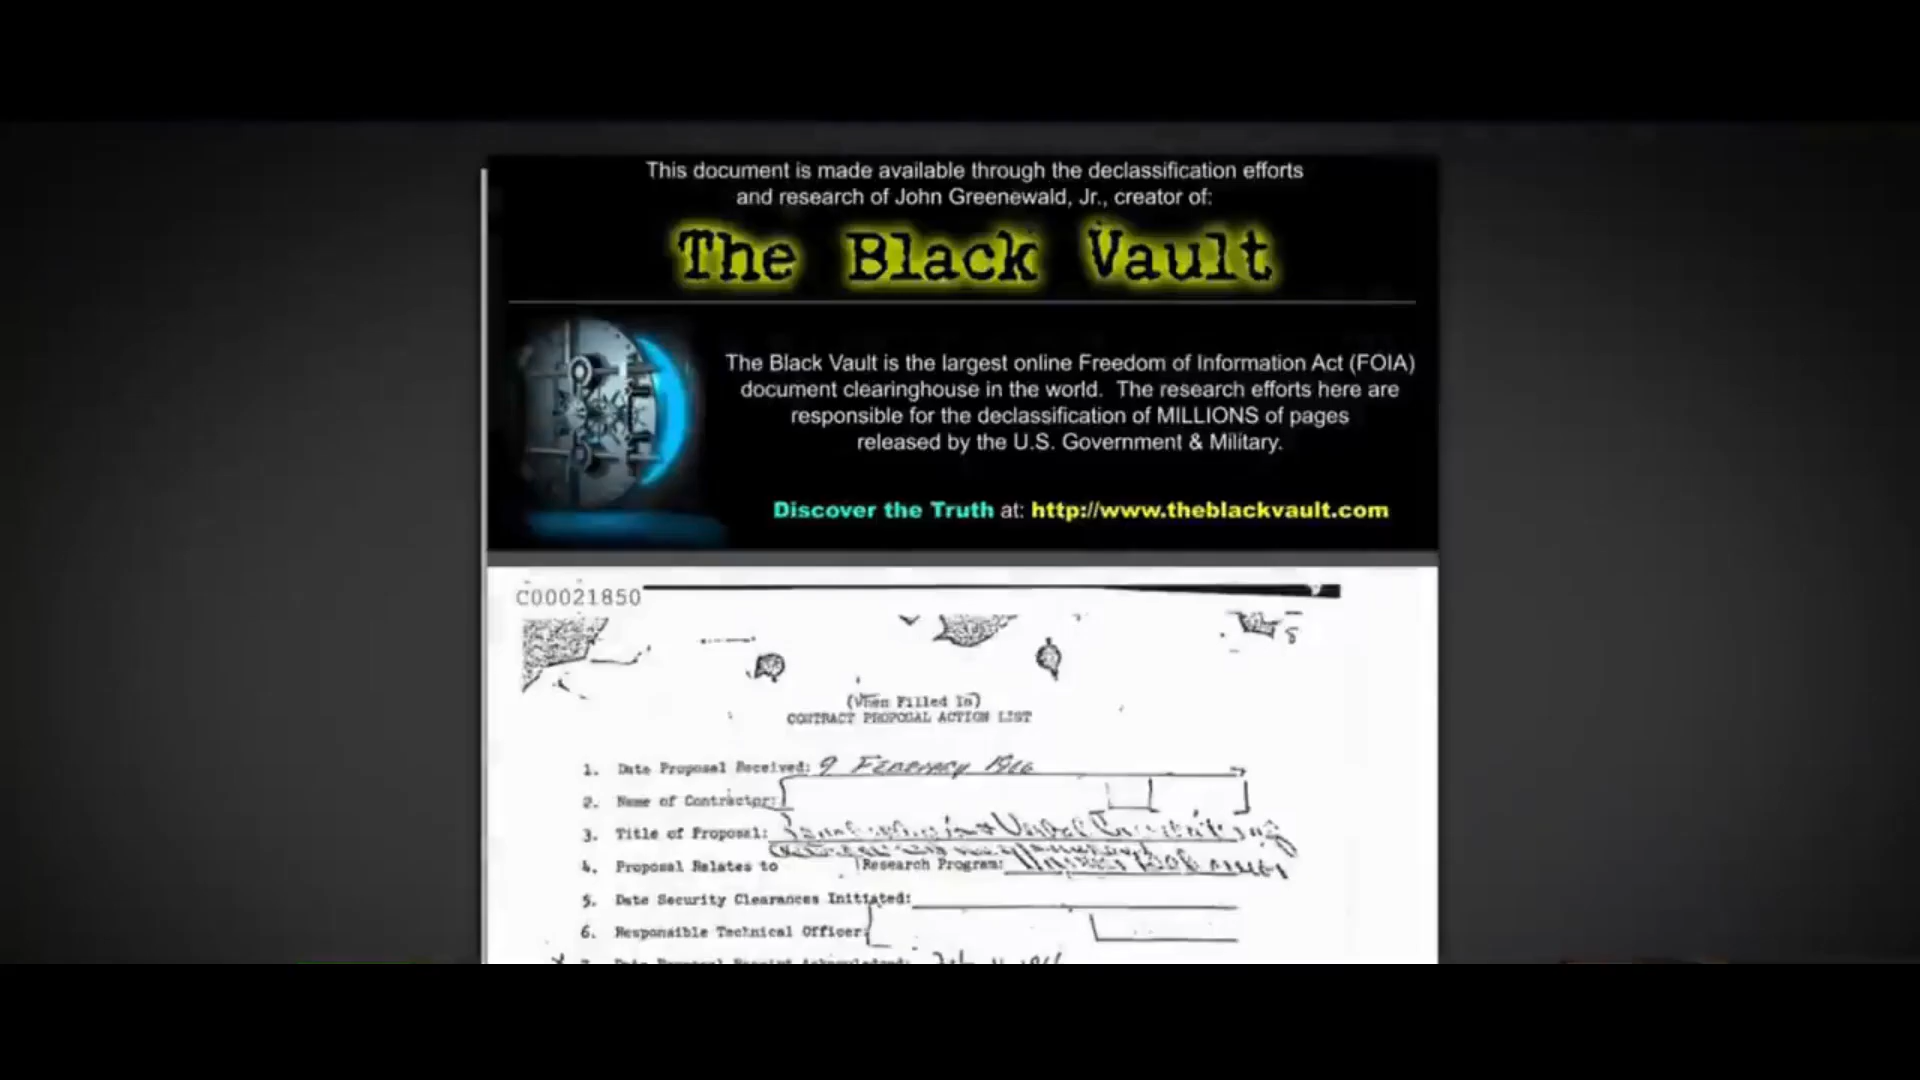 This document is made available through the declassification efforts
and research of John Greenewald, Jr., creator of:
The Black Vault
The Black Vault is the largest online Freedom of Information Act (FOIA)
document clearinghouse in the world. The research efforts here are
responsible for the declassification of MILLIONS of pages
released by the U.S. Government & Military.
Discover the Truth at: http://www.theblackvault.com
C00021850
(When Filled In)
CONTRACT PROPOSAL ACTION LIST
1. Date Proposal Received: 9 FEBRUARY 1966
2. Name of Contractor:
3. Title of Proposal:
4. Proposal Relates to Research Program:
5. Date Security Clearances Initiated:
6. Responsible Technical Officer: